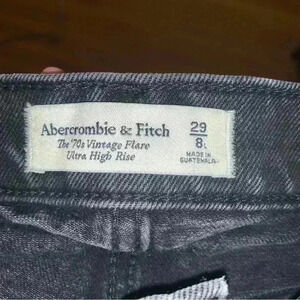 Abercrombie & Fitch
The '70s Vintage Flare
Ultra High Rise
29
8L
MADE IN
GUATEMALA